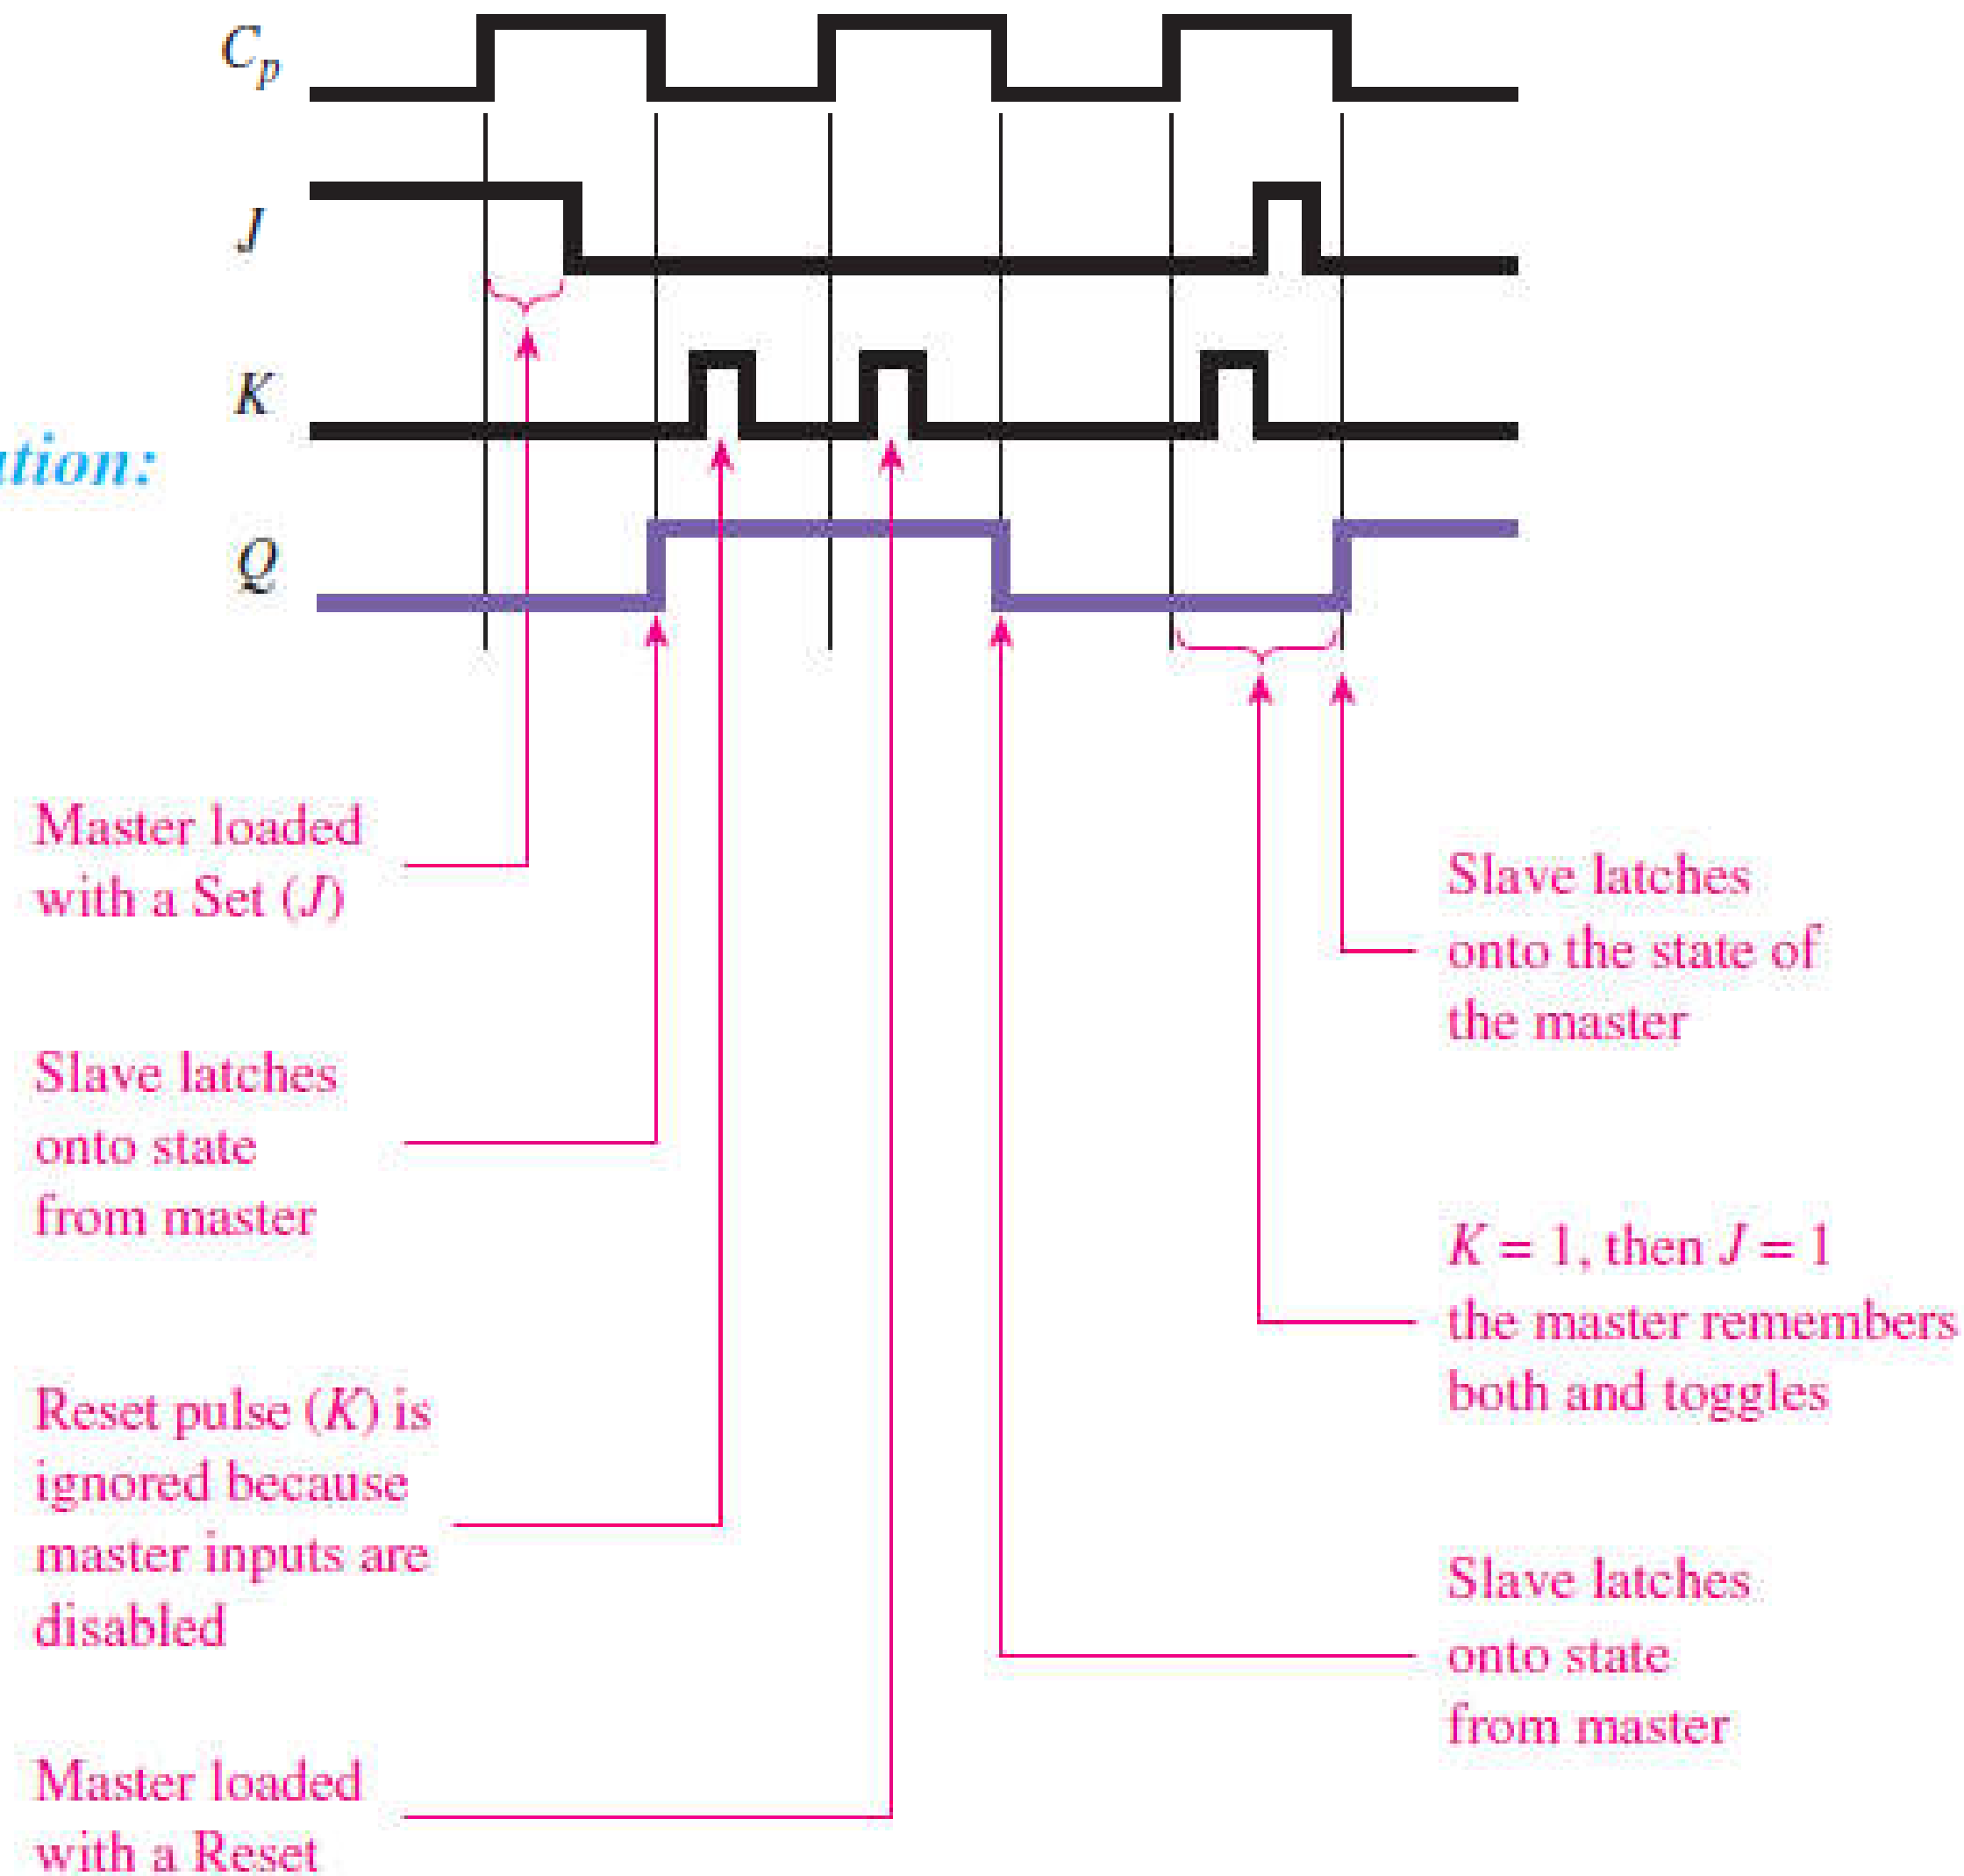 Cp
J
K
ation:
Q
Master loaded
with a Set (J)
Slave latches
onto state
from master
Reset pulse (K) is
ignored because
master inputs are
disabled
Master loaded
with a Reset
Slave latches
onto the state of
the master
K = 1, then J = 1
the master remembers
both and toggles
Slave latches
onto state
from master